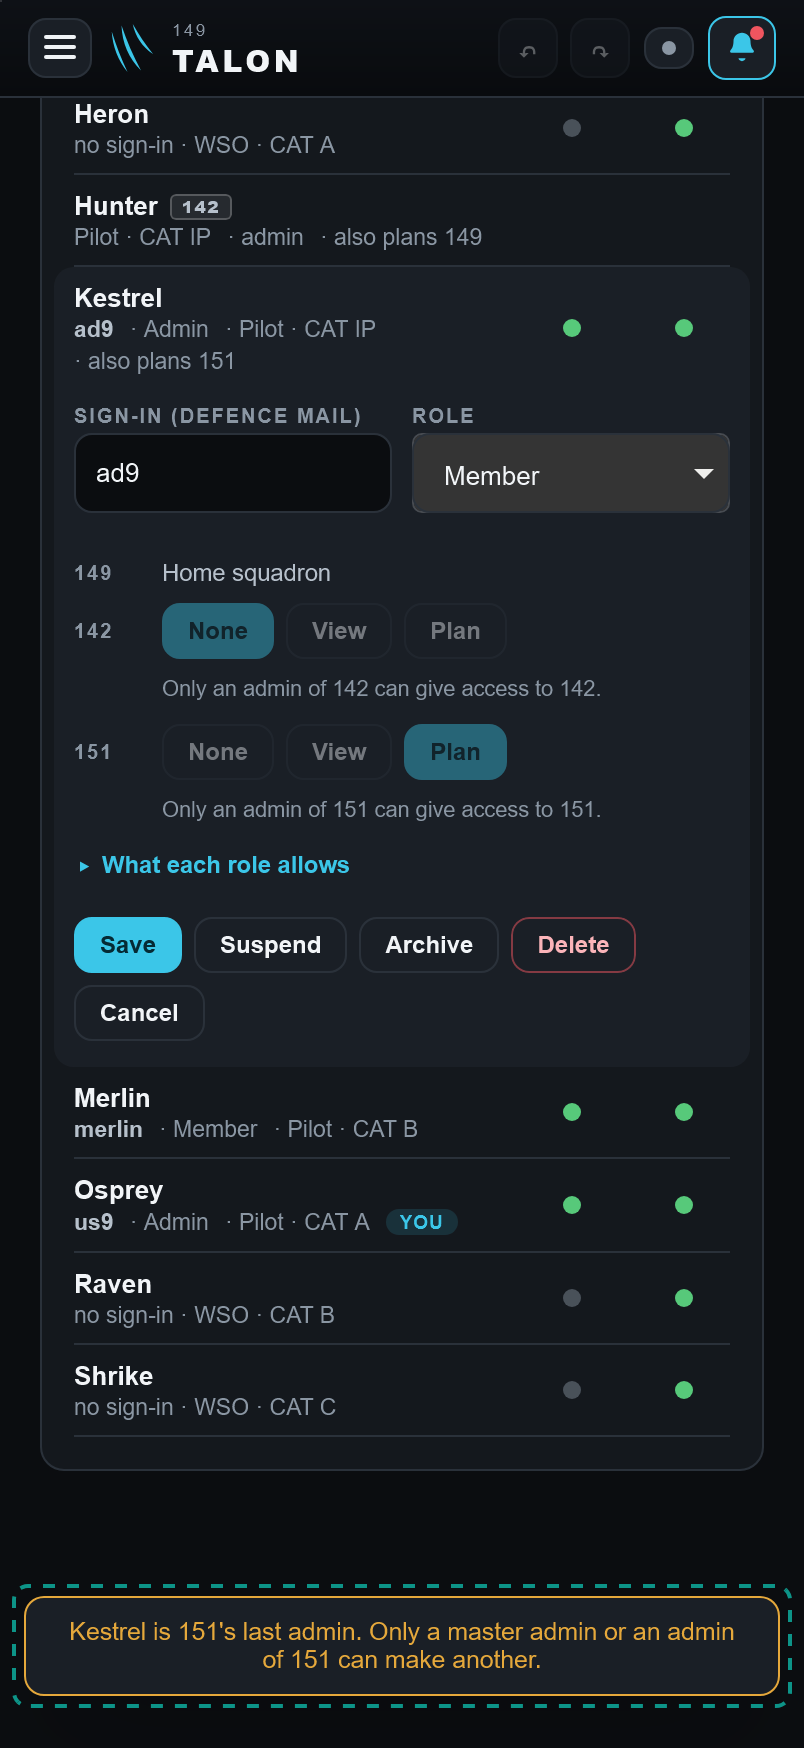 149
TALON
Heron
no sign-in · WSO · CAT A
Hunter 142
Pilot · CAT IP · admin · also plans 149
Kestrel
ad9 · Admin · Pilot · CAT IP
· also plans 151
SIGN-IN (DEFENCE MAIL) ROLE
ad9 Member
149 Home squadron
142 None View Plan
Only an admin of 142 can give access to 142.
151 None View Plan
Only an admin of 151 can give access to 151.
▸ What each role allows
Save Suspend Archive Delete
Cancel
Merlin
merlin · Member · Pilot · CAT B
Osprey
us9 · Admin · Pilot · CAT A YOU
Raven
no sign-in · WSO · CAT B
Shrike
no sign-in · WSO · CAT C
Kestrel is 151's last admin. Only a master admin or an admin
of 151 can make another.